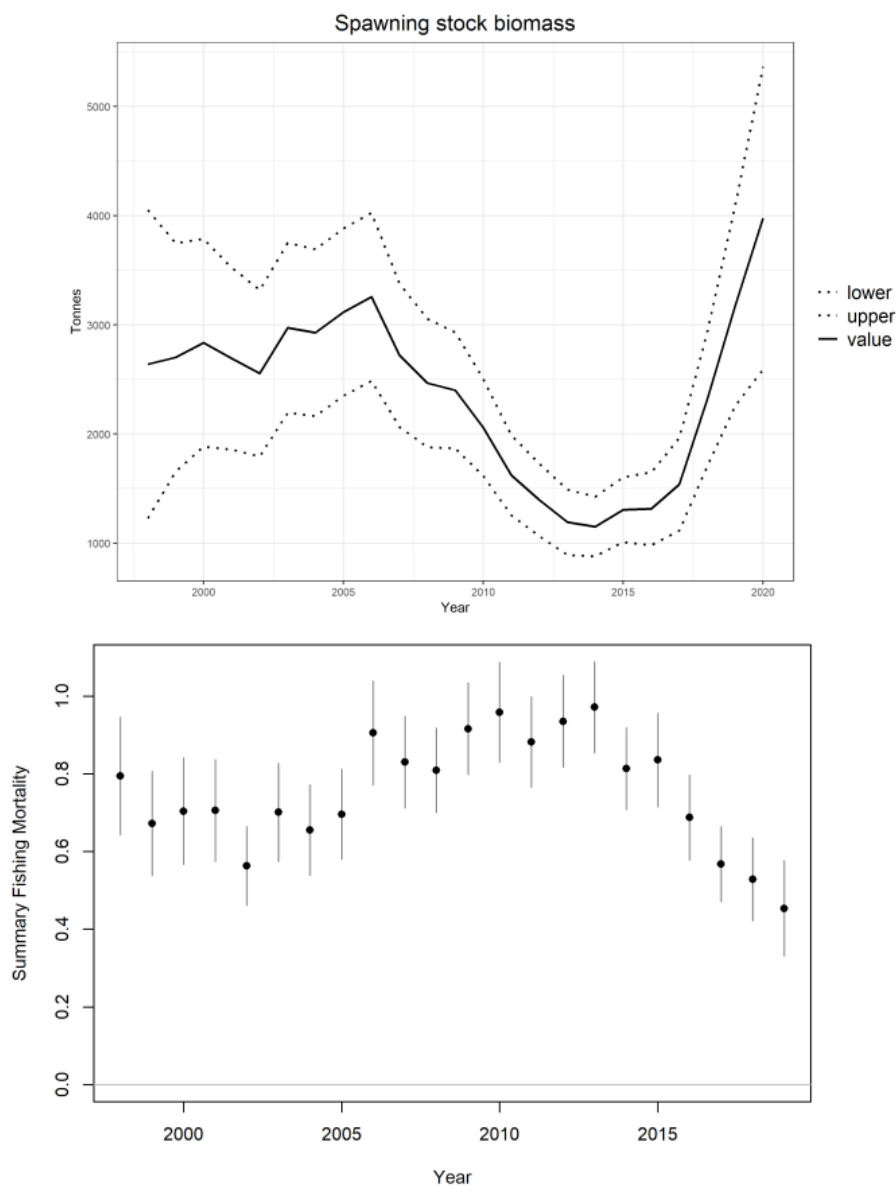 Spawning stock biomass
5000
4000
3000
2000
1000
Tonnes
2000
2005
2010
2015
2020
Year
lower
upper
value
1.0
0.8
0.6
0.4
0.2
0.0
Summary Fishing Mortality
2000
2005
2010
2015
Year